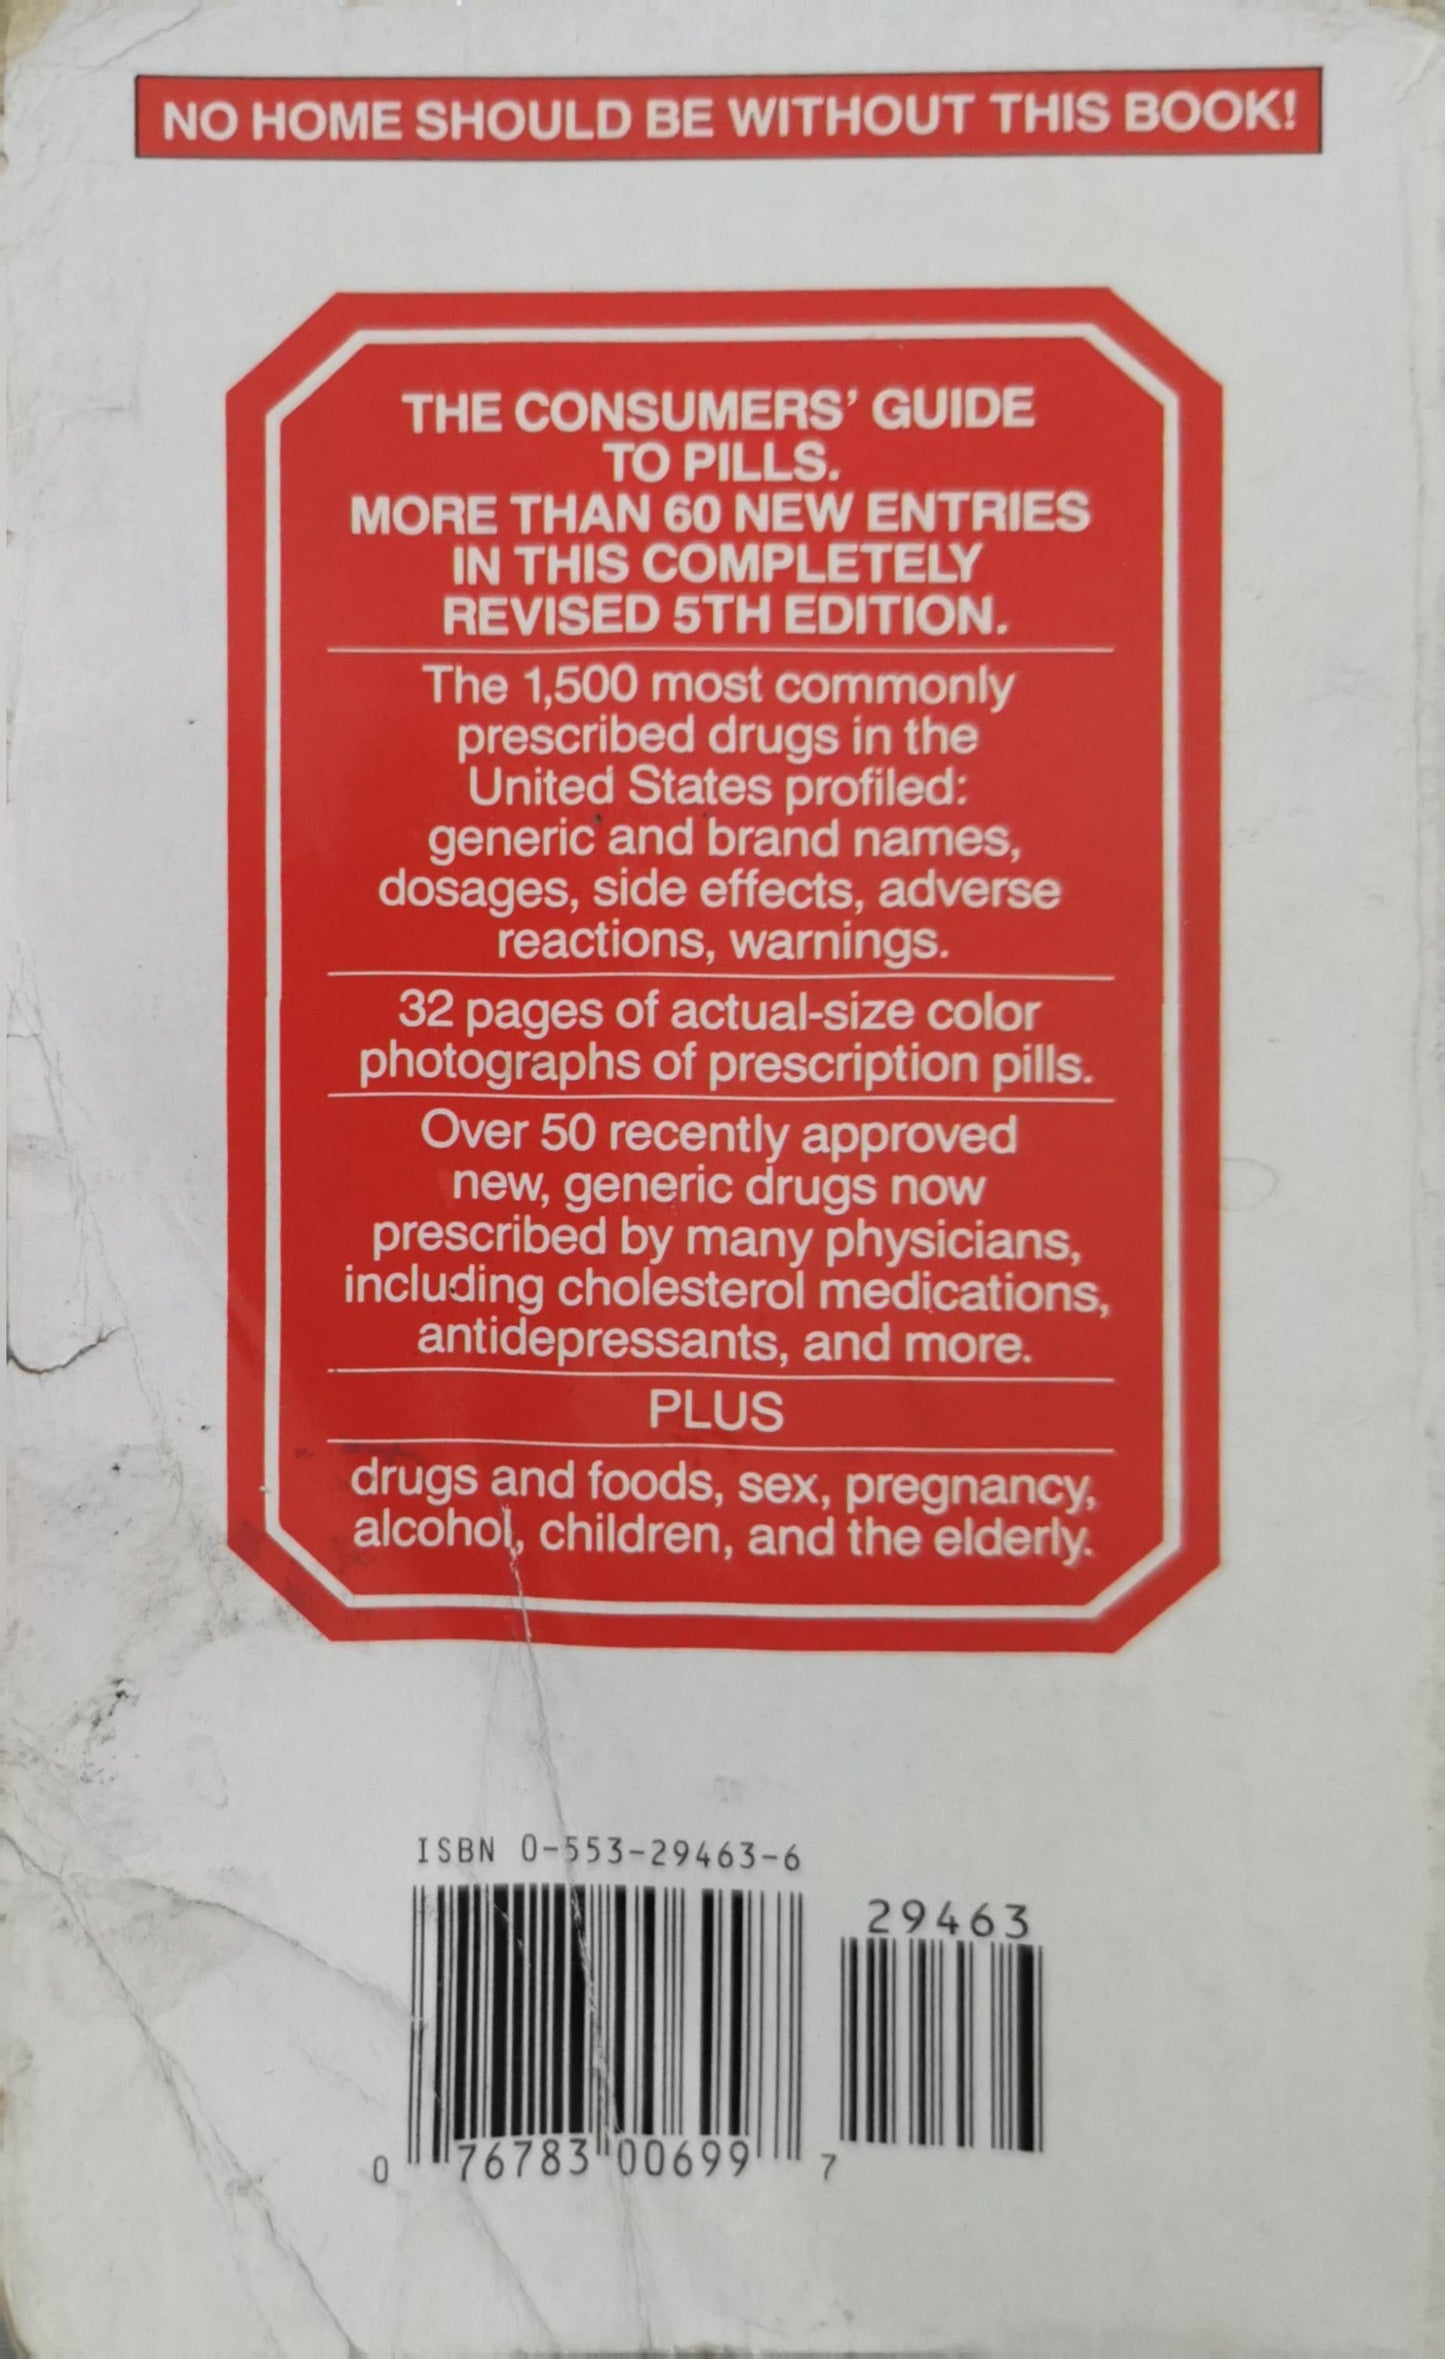 NO HOME SHOULD BE WITHOUT THIS BOOK!
THE CONSUMERS' GUIDE
TO PILLS.
MORE THAN 60 NEW ENTRIES
IN THIS COMPLETELY
REVISED 5TH EDITION.
The 1,500 most commonly
prescribed drugs in the
United States profiled:
generic and brand names,
dosages, side effects, adverse
reactions, warnings.
32 pages of actual-size color
photographs of prescription pills.
Over 50 recently approved
new, generic drugs now
prescribed by many physicians,
including cholesterol medications,
antidepressants, and more.
PLUS
drugs and foods, sex, pregnancy,
alcohol, children, and the elderly.
ISBN 0-553-29463-6
29463
0 76783 00699 7